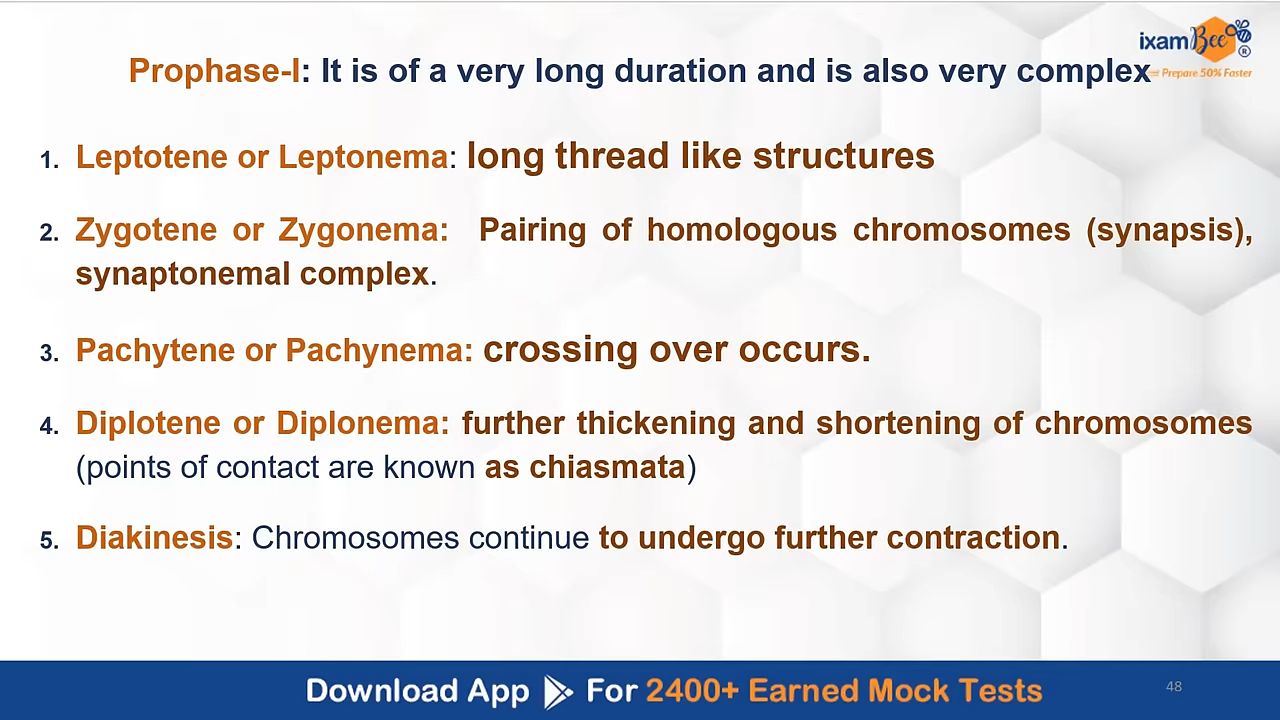 ixamBee
®
Prepare 50% Faster
Prophase-I: It is of a very long duration and is also very complex
1. Leptotene or Leptonema: long thread like structures
2. Zygotene or Zygonema: Pairing of homologous chromosomes (synapsis),
synaptonemal complex.
3. Pachytene or Pachynema: crossing over occurs.
4. Diplotene or Diplonema: further thickening and shortening of chromosomes
(points of contact are known as chiasmata)
5. Diakinesis: Chromosomes continue to undergo further contraction.
Download App For 2400+ Earned Mock Tests
48